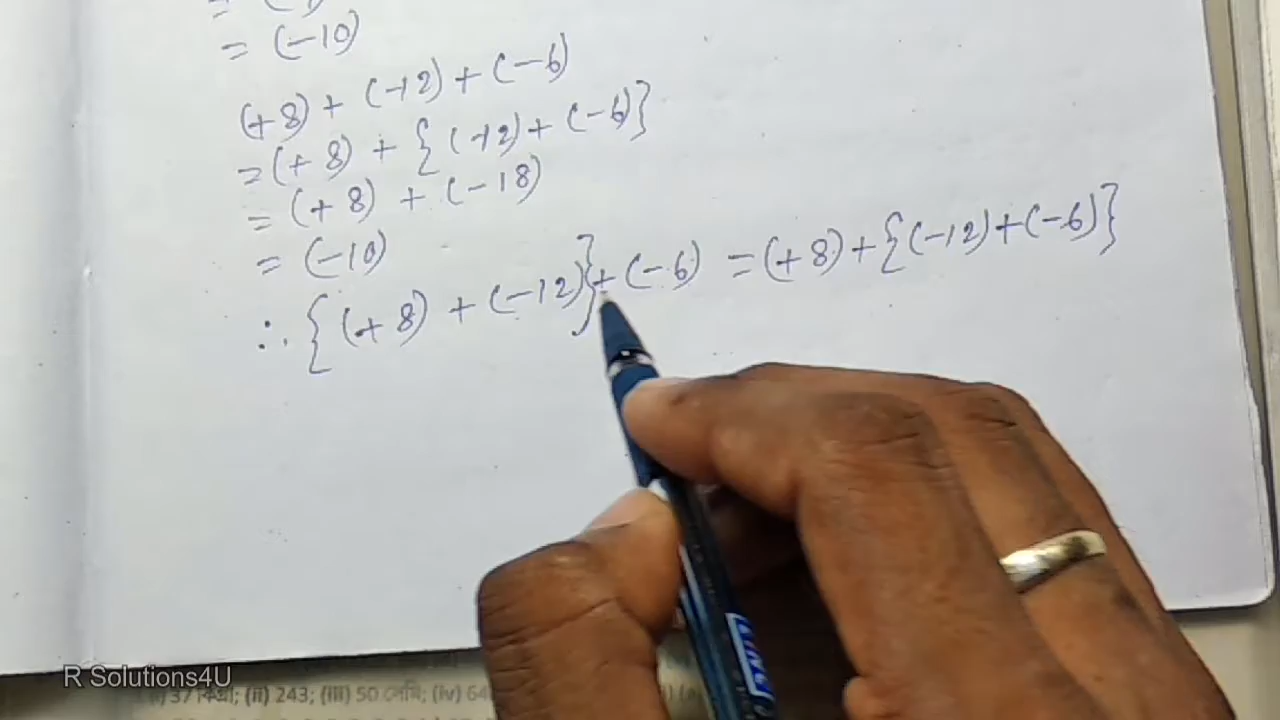 = (-10)
(+8) + (-12) + (-6)
= (+8) + {(-12) + (-6)}
= (+8) + (-18)
= (-10)
∴ {(+8) + (-12)} + (-6) = (+8) + {(-12) + (-6)}
R Solutions4U
(ii) 243; (iii) 50 সেমি; (iv)